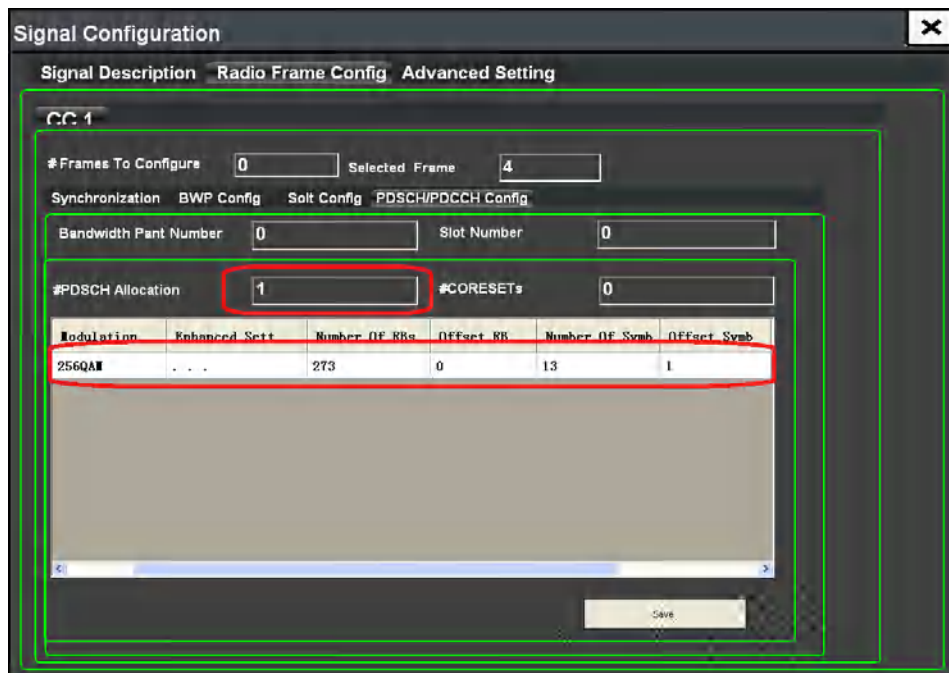 Signal Configuration
Signal Description Radio Frame Config Advanced Setting
CC 1
# Frames To Configure 0 Selected Frame 4
Synchronization BWP Config Solt Config PDSCH/PDCCH Config
Bandwidth Pant Number 0 Slot Number 0
#PDSCH Allocation 1 #CORESETs 0
Modulation Enhanced Sett Number Of RBs Offset RB Number Of Symb Offset Symb
256QAM . . . 273 0 13 1
Save